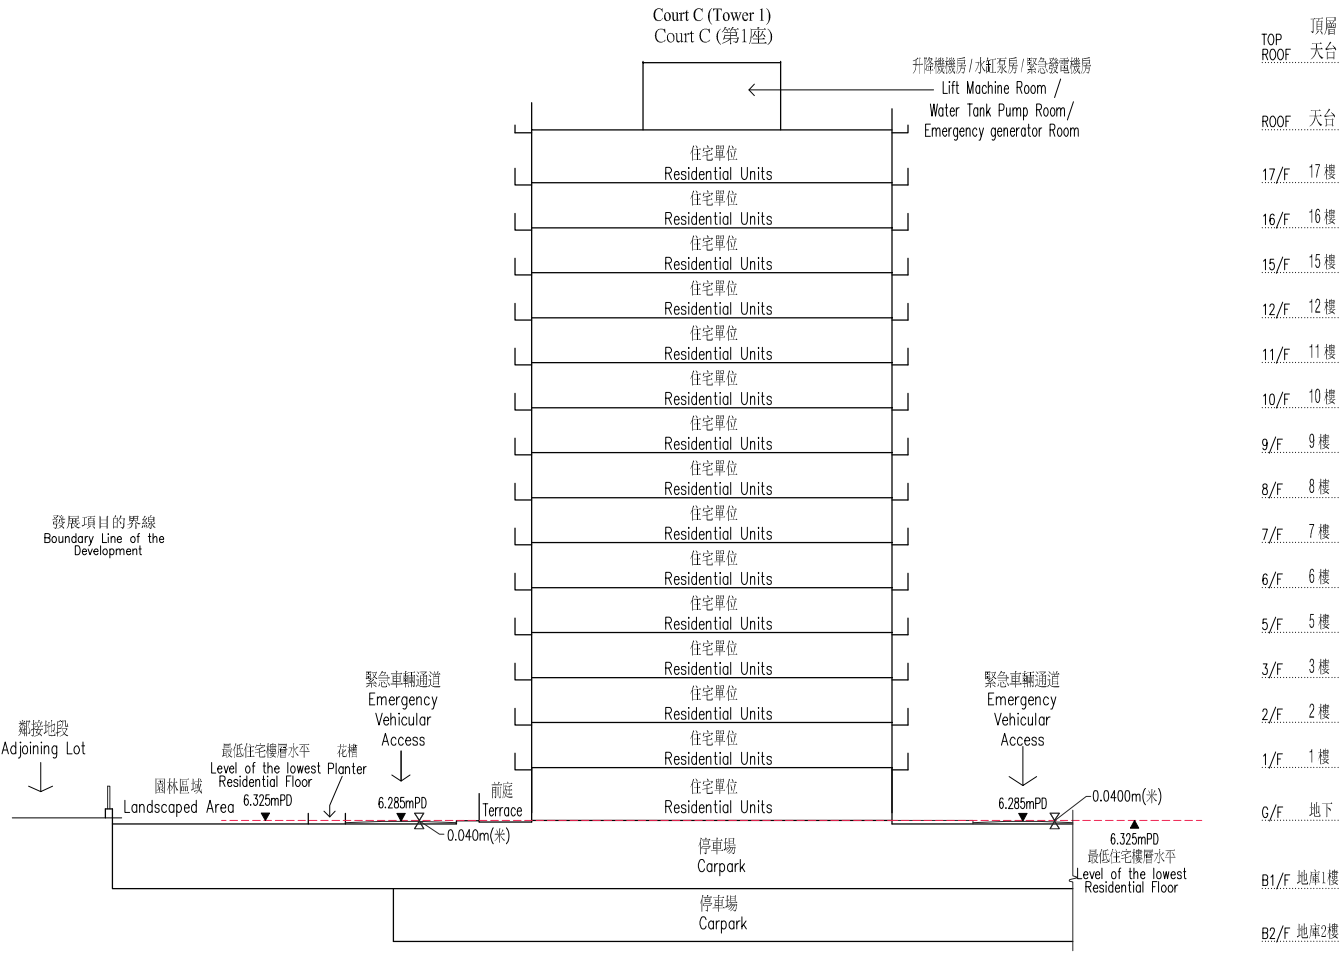 Court C (Tower 1)
Court C (第1座)
升降機機房 / 水缸泵房 / 緊急發電機房
Lift Machine Room /
Water Tank Pump Room/
Emergency generator Room
住宅單位
Residential Units
住宅單位
Residential Units
住宅單位
Residential Units
住宅單位
Residential Units
住宅單位
Residential Units
住宅單位
Residential Units
住宅單位
Residential Units
住宅單位
Residential Units
住宅單位
Residential Units
住宅單位
Residential Units
住宅單位
Residential Units
住宅單位
Residential Units
住宅單位
Residential Units
住宅單位
Residential Units
住宅單位
Residential Units
停車場
Carpark
停車場
Carpark
發展項目的界線
Boundary Line of the
Development
鄰接地段
Adjoining Lot
園林區域
Landscaped Area
最低住宅樓層水平
Level of the lowest
Residential Floor
6.325mPD
花槽
Planter
緊急車輛通道
Emergency
Vehicular
Access
6.285mPD
0.040m(米)
前庭
Terrace
緊急車輛通道
Emergency
Vehicular
Access
6.285mPD
0.0400m(米)
6.325mPD
最低住宅樓層水平
Level of the lowest
Residential Floor
頂層
TOP
ROOF 天台
ROOF 天台
17/F 17 樓
16/F 16 樓
15/F 15 樓
12/F 12 樓
11/F 11 樓
10/F 10 樓
9/F 9 樓
8/F 8 樓
7/F 7 樓
6/F 6 樓
5/F 5 樓
3/F 3 樓
2/F 2 樓
1/F 1 樓
G/F 地下
B1/F 地庫1樓
B2/F 地庫2樓